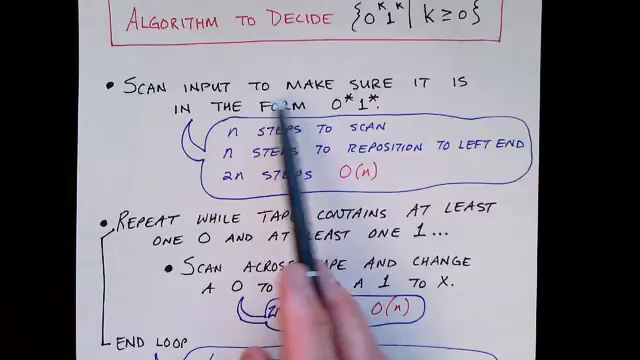 ALGORITHM TO DECIDE {0^K 1^K | K ≥ 0}
• SCAN INPUT TO MAKE SURE IT IS
IN THE FORM 0* 1*.
n STEPS TO SCAN
n STEPS TO REPOSITION TO LEFT END
2n STEPS O(n)
• REPEAT WHILE TAPE CONTAINS AT LEAST
ONE 0 AND AT LEAST ONE 1...
• SCAN ACROSS TAPE AND CHANGE
A 0 TO A 1 TO X.
O(n)
END LOOP